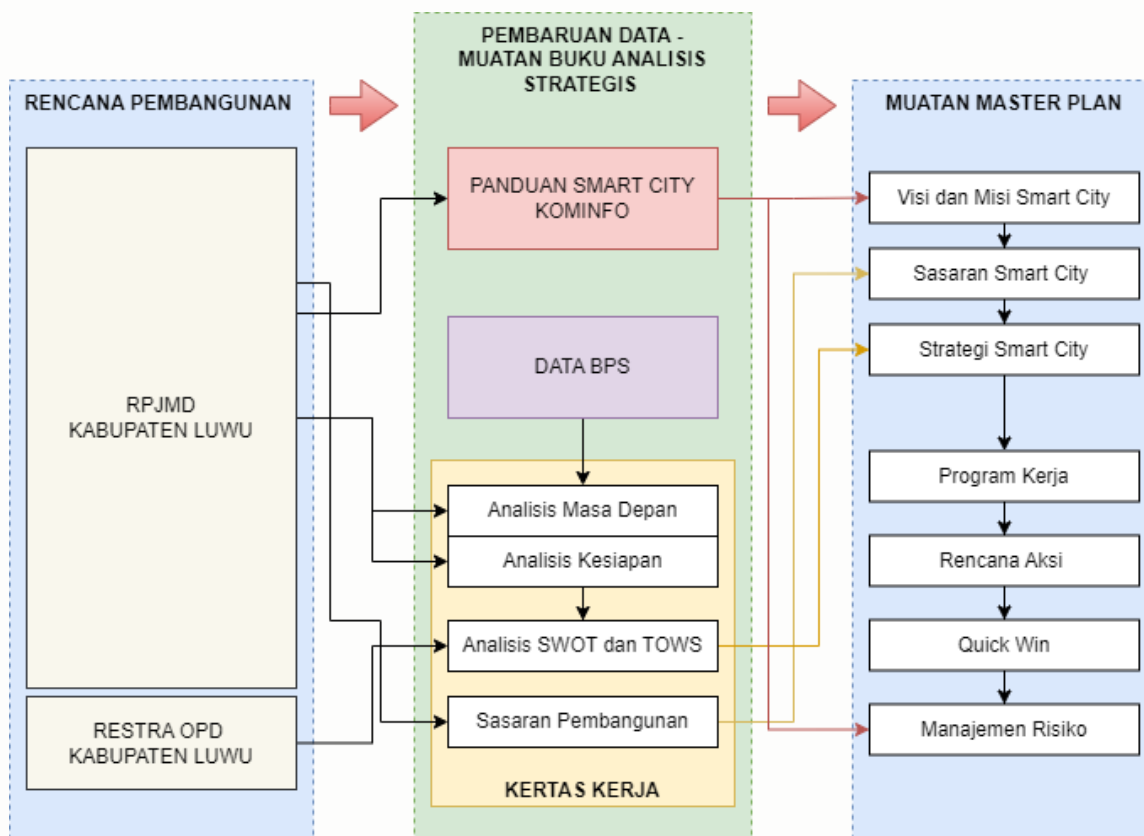 RENCANA PEMBANGUNAN
RPJMD
KABUPATEN LUWU
RESTRA OPD
KABUPATEN LUWU
PEMBARUAN DATA -
MUATAN BUKU ANALISIS
STRATEGIS
PANDUAN SMART CITY
KOMINFO
DATA BPS
Analisis Masa Depan
Analisis Kesiapan
Analisis SWOT dan TOWS
Sasaran Pembangunan
KERTAS KERJA
MUATAN MASTER PLAN
Visi dan Misi Smart City
Sasaran Smart City
Strategi Smart City
Program Kerja
Rencana Aksi
Quick Win
Manajemen Risiko